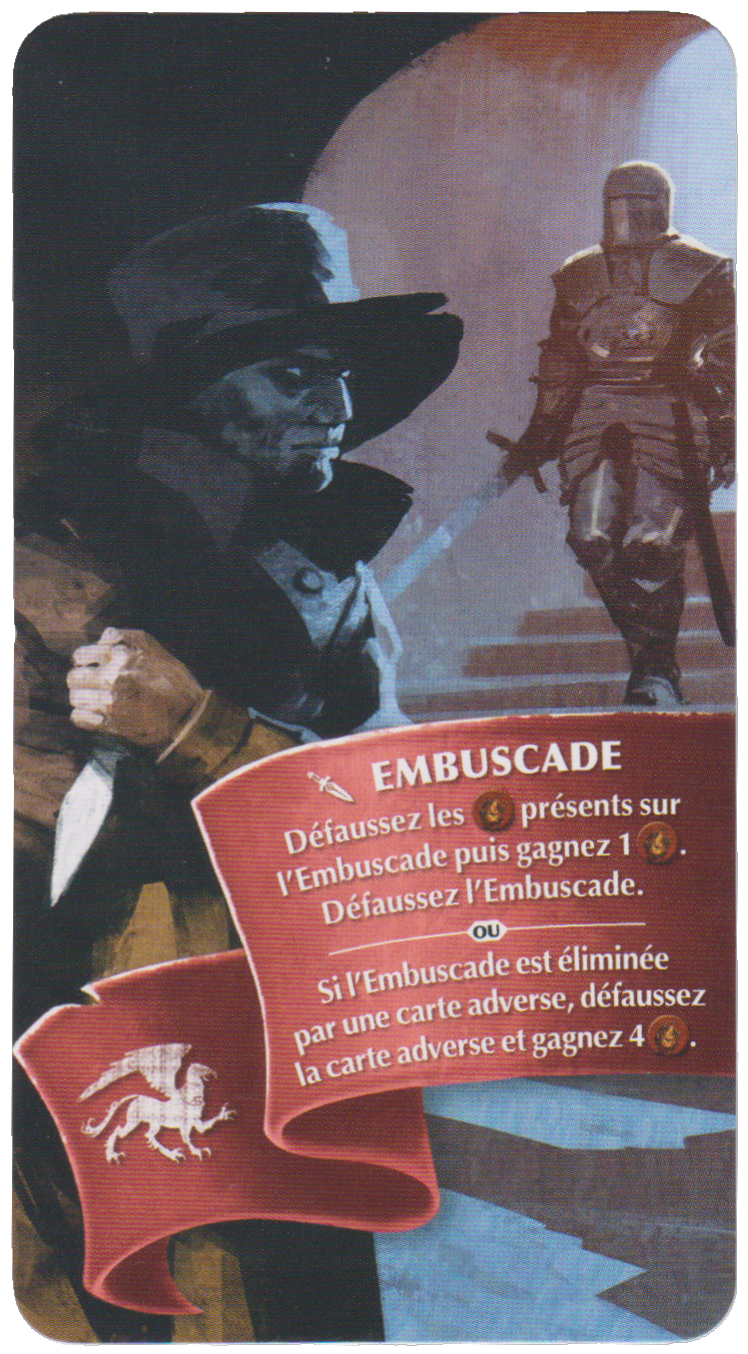 EMBUSCADE
Défaussez les présents sur
l'Embuscade puis gagnez 1 .
Défaussez l'Embuscade.
OU
Si l'Embuscade est éliminée
par une carte adverse, défaussez
la carte adverse et gagnez 4 .